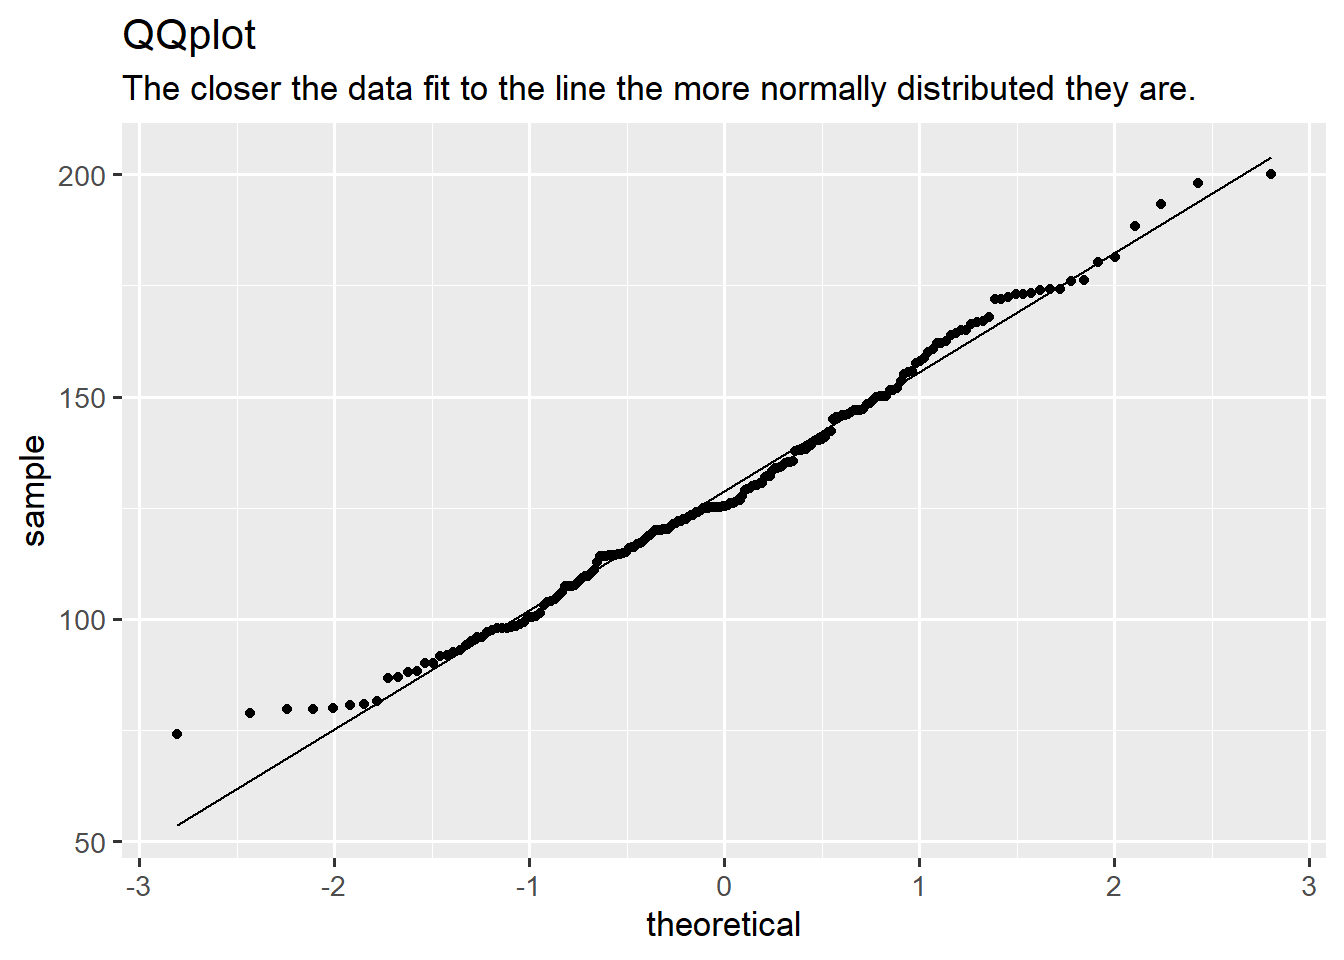 QQplot
The closer the data fit to the line the more normally distributed they are.
200
150
100
50
sample
-3 -2 -1 0 1 2 3
theoretical